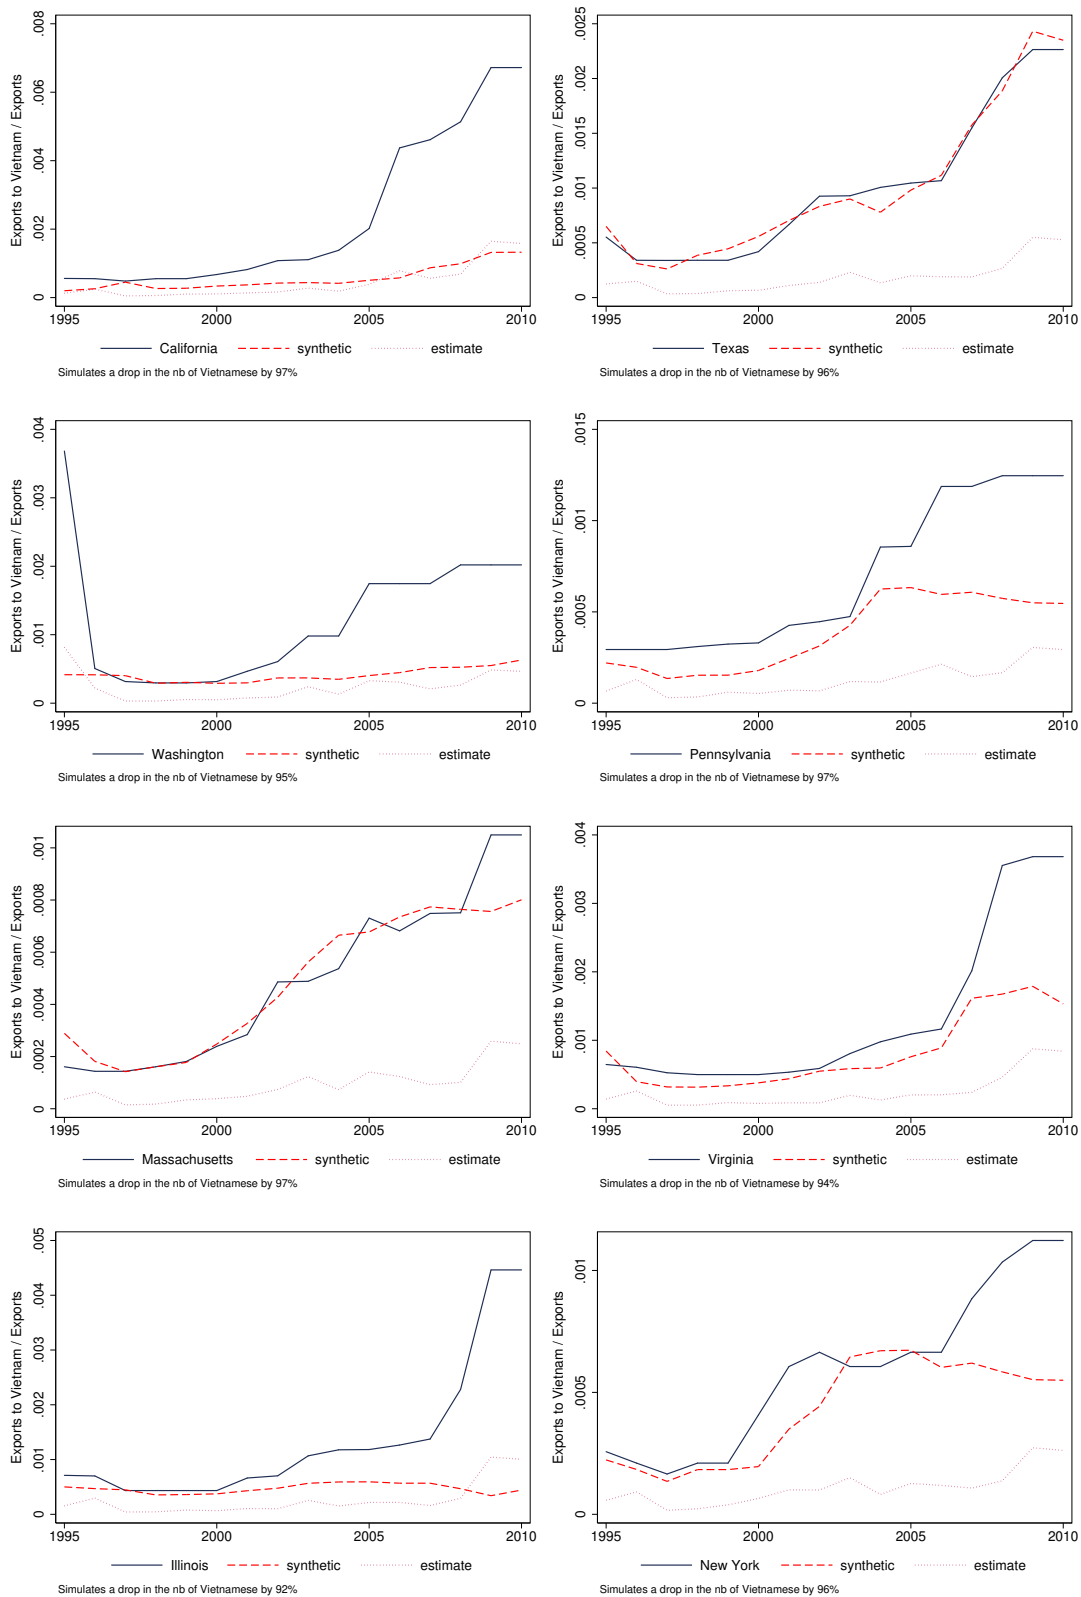 Exports to Vietnam / Exports
.008
.006
.004
.002
0
1995 2000 2005 2010
California synthetic estimate
Simulates a drop in the nb of Vietnamese by 97%
Exports to Vietnam / Exports
.0025
.002
.0015
.001
.0005
0
1995 2000 2005 2010
Texas synthetic estimate
Simulates a drop in the nb of Vietnamese by 96%
Exports to Vietnam / Exports
.004
.003
.002
.001
0
1995 2000 2005 2010
Washington synthetic estimate
Simulates a drop in the nb of Vietnamese by 95%
Exports to Vietnam / Exports
.0015
.001
.0005
0
1995 2000 2005 2010
Pennsylvania synthetic estimate
Simulates a drop in the nb of Vietnamese by 97%
Exports to Vietnam / Exports
.001
.0008
.0006
.0004
.0002
0
1995 2000 2005 2010
Massachusetts synthetic estimate
Simulates a drop in the nb of Vietnamese by 97%
Exports to Vietnam / Exports
.004
.003
.002
.001
0
1995 2000 2005 2010
Virginia synthetic estimate
Simulates a drop in the nb of Vietnamese by 94%
Exports to Vietnam / Exports
.005
.004
.003
.002
.001
0
1995 2000 2005 2010
Illinois synthetic estimate
Simulates a drop in the nb of Vietnamese by 92%
Exports to Vietnam / Exports
.001
.0005
0
1995 2000 2005 2010
New York synthetic estimate
Simulates a drop in the nb of Vietnamese by 96%